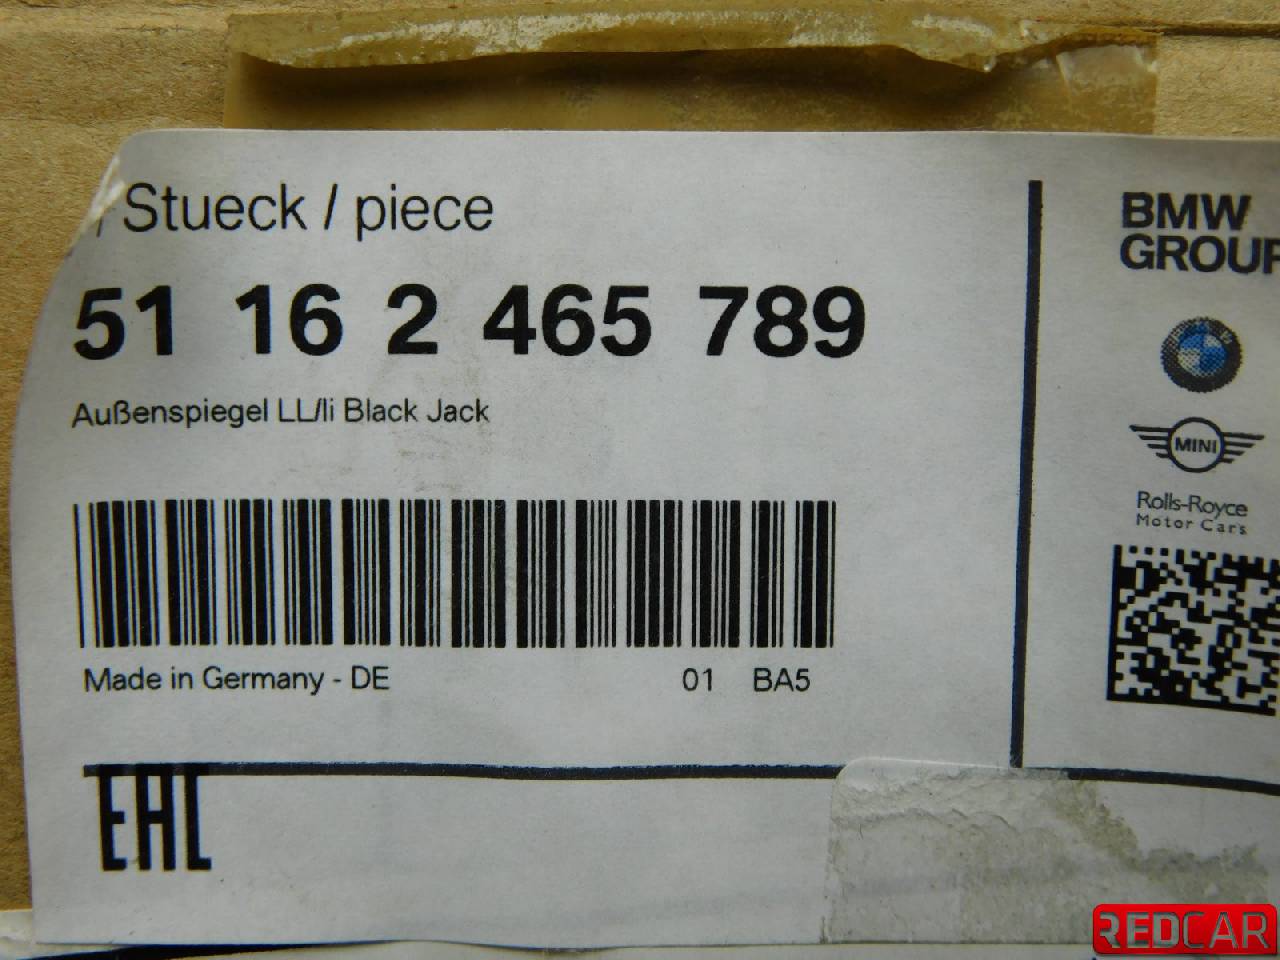 Stueck / piece
51 16 2 465 789
Außenspiegel LL/li Black Jack
Made in Germany - DE
01 BA5
EAC
BMW
GROUP
MINI
Rolls-Royce
Motor Cars
REDCAR